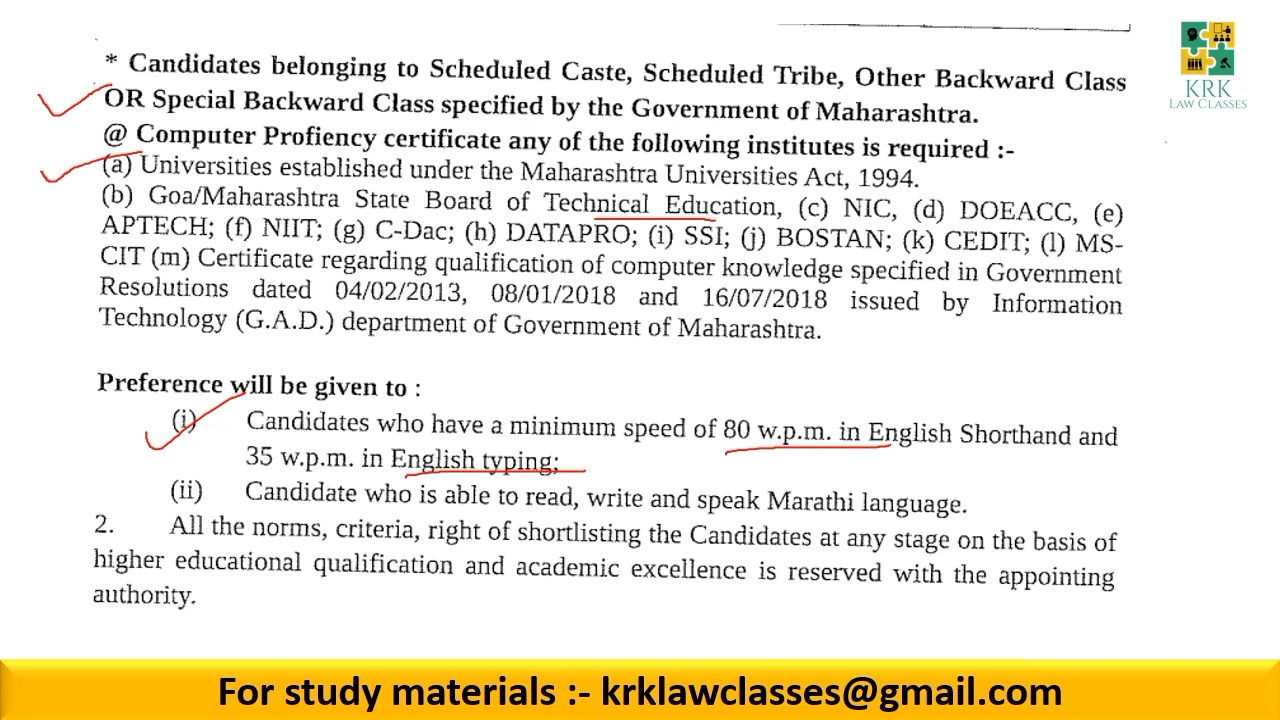 KRK
LAW CLASSES
* Candidates belonging to Scheduled Caste, Scheduled Tribe, Other Backward Class
OR Special Backward Class specified by the Government of Maharashtra.
@ Computer Profiency certificate any of the following institutes is required :-
(a) Universities established under the Maharashtra Universities Act, 1994.
(b) Goa/Maharashtra State Board of Technical Education, (c) NIC, (d) DOEACC, (e)
APTECH; (f) NIIT; (g) C-Dac; (h) DATAPRO; (i) SSI; (j) BOSTAN; (k) CEDIT; (l) MS-
CIT (m) Certificate regarding qualification of computer knowledge specified in Government
Resolutions dated 04/02/2013, 08/01/2018 and 16/07/2018 issued by Information
Technology (G.A.D.) department of Government of Maharashtra.
Preference will be given to :
(i) Candidates who have a minimum speed of 80 w.p.m. in English Shorthand and
35 w.p.m. in English typing;
(ii) Candidate who is able to read, write and speak Marathi language.
2. All the norms, criteria, right of shortlisting the Candidates at any stage on the basis of
higher educational qualification and academic excellence is reserved with the appointing
authority.
For study materials :- krklawclasses@gmail.com